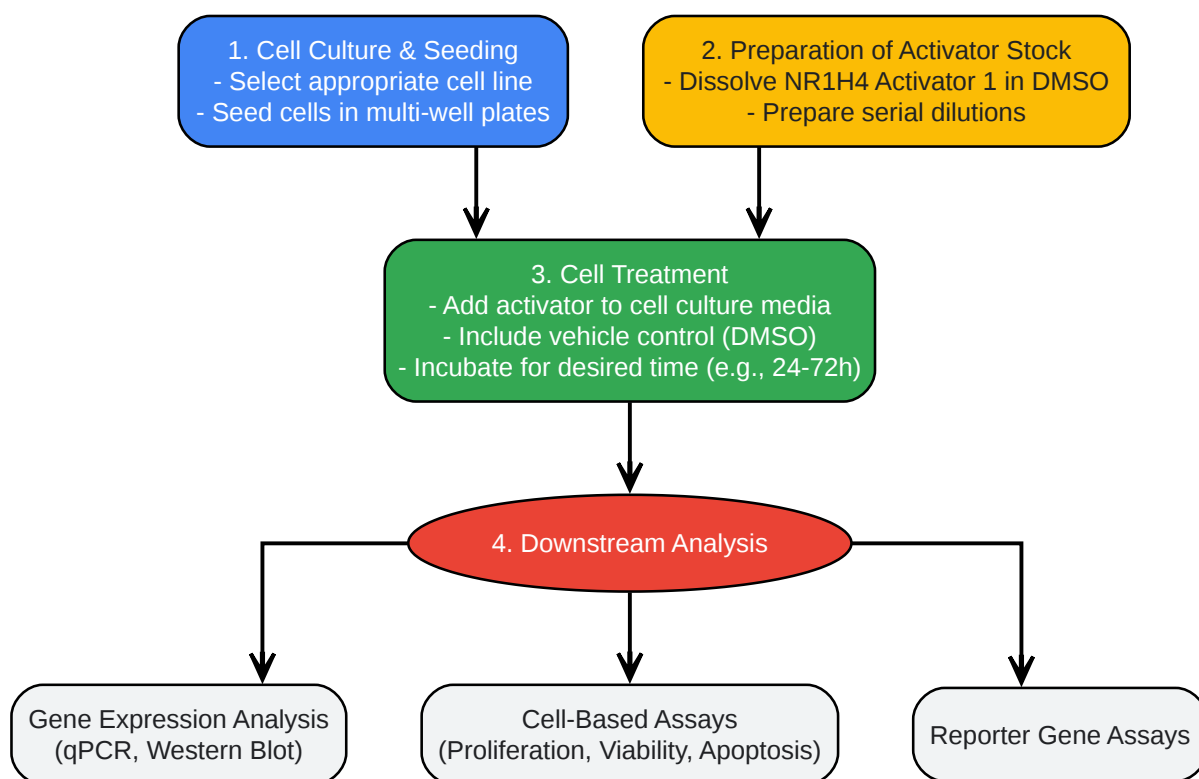 1. Cell Culture & Seeding
- Select appropriate cell line
- Seed cells in multi-well plates
2. Preparation of Activator Stock
- Dissolve NR1H4 Activator 1 in DMSO
- Prepare serial dilutions
3. Cell Treatment
- Add activator to cell culture media
- Include vehicle control (DMSO)
- Incubate for desired time (e.g., 24-72h)
4. Downstream Analysis
Gene Expression Analysis
(qPCR, Western Blot)
Cell-Based Assays
(Proliferation, Viability, Apoptosis)
Reporter Gene Assays